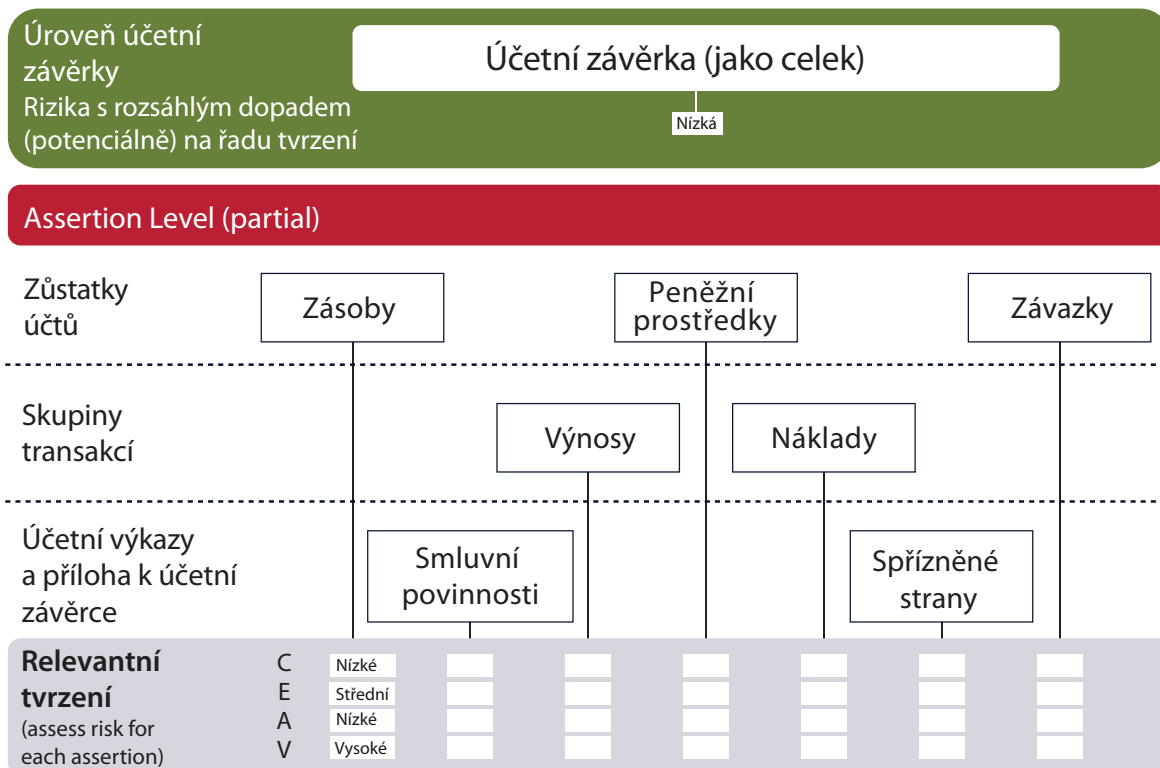 Úroveň účetní
závěrky
Rizika s rozsáhlým dopadem
(potenciálně) na řadu tvrzení
Účetní závěrka (jako celek)
Nízká
Assertion Level (partial)
Zůstatky
účtů
Zásoby
Peněžní
prostředky
Závazky
Skupiny
transakcí
Výnosy
Náklady
Účetní výkazy
a příloha k účetní
závěrce
Smluvní
povinnosti
Spřízněné
strany
Relevantní
tvrzení
(assess risk for
each assertion)
C Nízké
E Střední
A Nízké
V Vysoké